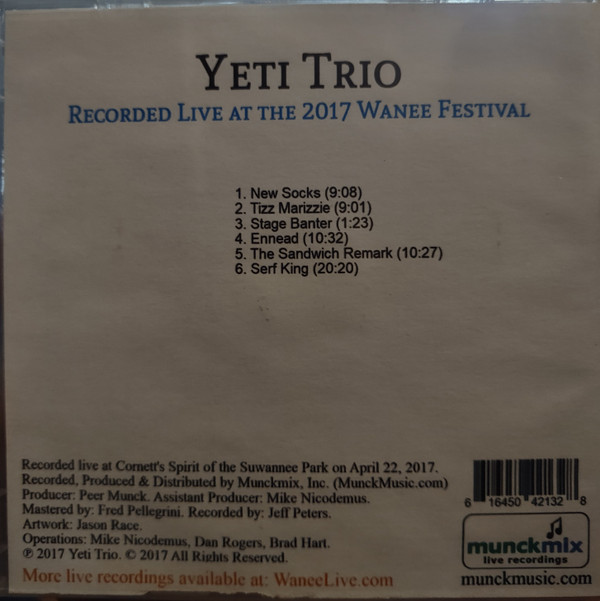 YETI TRIO
RECORDED LIVE AT THE 2017 WANEE FESTIVAL
1. New Socks (9:08)
2. Tizz Marizzie (9:01)
3. Stage Banter (1:23)
4. Ennead (10:32)
5. The Sandwich Remark (10:27)
6. Serf King (20:20)
Recorded live at Cornett's Spirit of the Suwannee Park on April 22, 2017.
Recorded, Produced & Distributed by Munckmix, Inc. (MunckMusic.com)
Producer: Peer Munck. Assistant Producer: Mike Nicodemus.
Mastered by: Fred Pellegrini. Recorded by: Jeff Peters.
Artwork: Jason Race.
Operations: Mike Nicodemus, Dan Rogers, Brad Hart.
℗ 2017 Yeti Trio. © 2017 All Rights Reserved.
More live recordings available at: WaneeLive.com
6 16450 42132 8
munckmix
live recordings
munckmusic.com